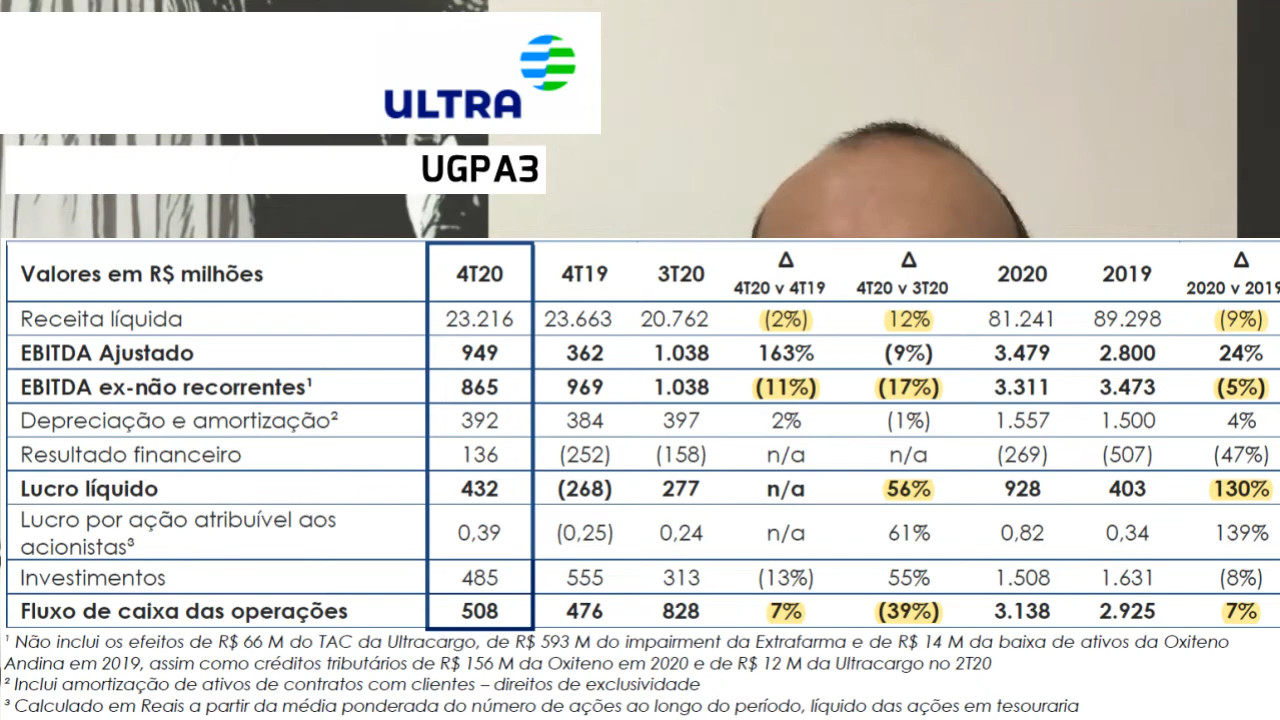 ULTRA
UGPA3
Valores em R$ milhões 4T20 4T19 3T20 Δ 4T20 v 4T19 Δ 4T20 v 3T20 2020 2019 Δ 2020 v 2019
Receita líquida 23.216 23.663 20.762 (2%) 12% 81.241 89.298 (9%)
EBITDA Ajustado 949 362 1.038 163% (9%) 3.479 2.800 24%
EBITDA ex-não recorrentes¹ 865 969 1.038 (11%) (17%) 3.311 3.473 (5%)
Depreciação e amortização² 392 384 397 2% (1%) 1.557 1.500 4%
Resultado financeiro 136 (252) (158) n/a n/a (269) (507) (47%)
Lucro líquido 432 (268) 277 n/a 56% 928 403 130%
Lucro por ação atribuível aos
acionistas³ 0,39 (0,25) 0,24 n/a 61% 0,82 0,34 139%
Investimentos 485 555 313 (13%) 55% 1.508 1.631 (8%)
Fluxo de caixa das operações 508 476 828 7% (39%) 3.138 2.925 7%
¹ Não inclui os efeitos de R$ 66 M do TAC da Ultracargo, de R$ 593 M do impairment da Extrafarma e de R$ 14 M da baixa de ativos da Oxiteno
Andina em 2019, assim como créditos tributários de R$ 156 M da Oxiteno em 2020 e de R$ 12 M da Ultracargo no 2T20
² Inclui amortização de ativos de contratos com clientes – direitos de exclusividade
³ Calculado em Reais a partir da média ponderada do número de ações ao longo do período, líquido das ações em tesouraria